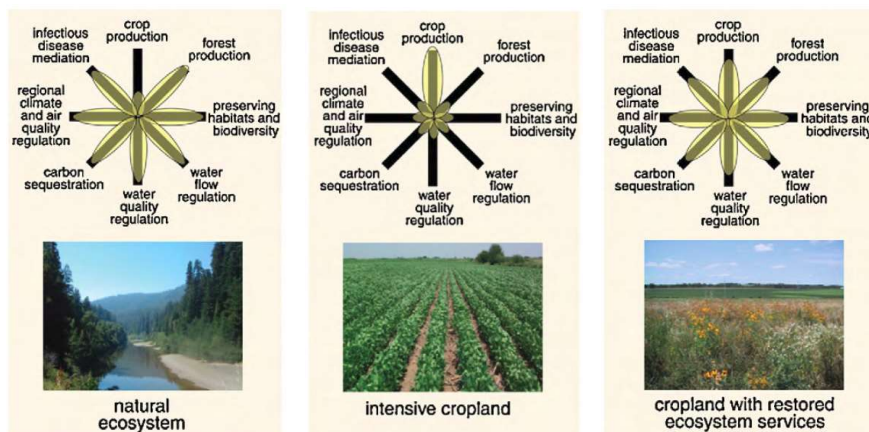 crop
production
infectious
disease
mediation
forest
production
regional
climate
and air
quality
regulation
preserving
habitats and
biodiversity
carbon
sequestration
water
flow
regulation
water
quality
regulation
natural
ecosystem
crop
production
infectious
disease
mediation
forest
production
regional
climate
and air
quality
regulation
preserving
habitats and
biodiversity
carbon
sequestration
water
flow
regulation
water
quality
regulation
intensive cropland
crop
production
infectious
disease
mediation
forest
production
regional
climate
and air
quality
regulation
preserving
habitats and
biodiversity
carbon
sequestration
water
flow
regulation
water
quality
regulation
cropland with restored
ecosystem services